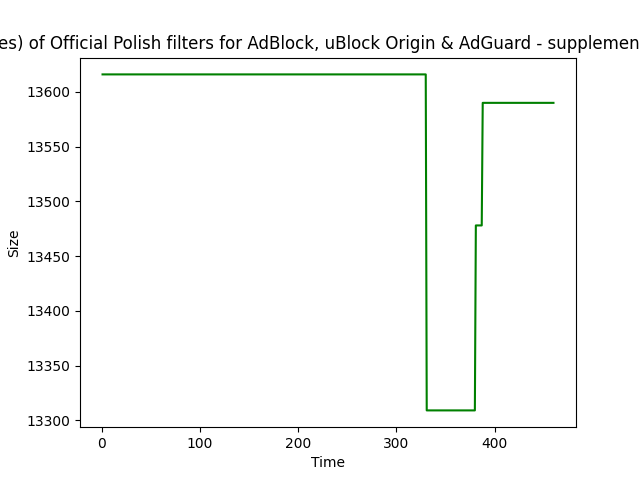 es) of Official Polish filters for AdBlock, uBlock Origin & AdGuard - supplemen
13600
13550
13500
13450
13400
13350
13300
Size
0 100 200 300 400
Time